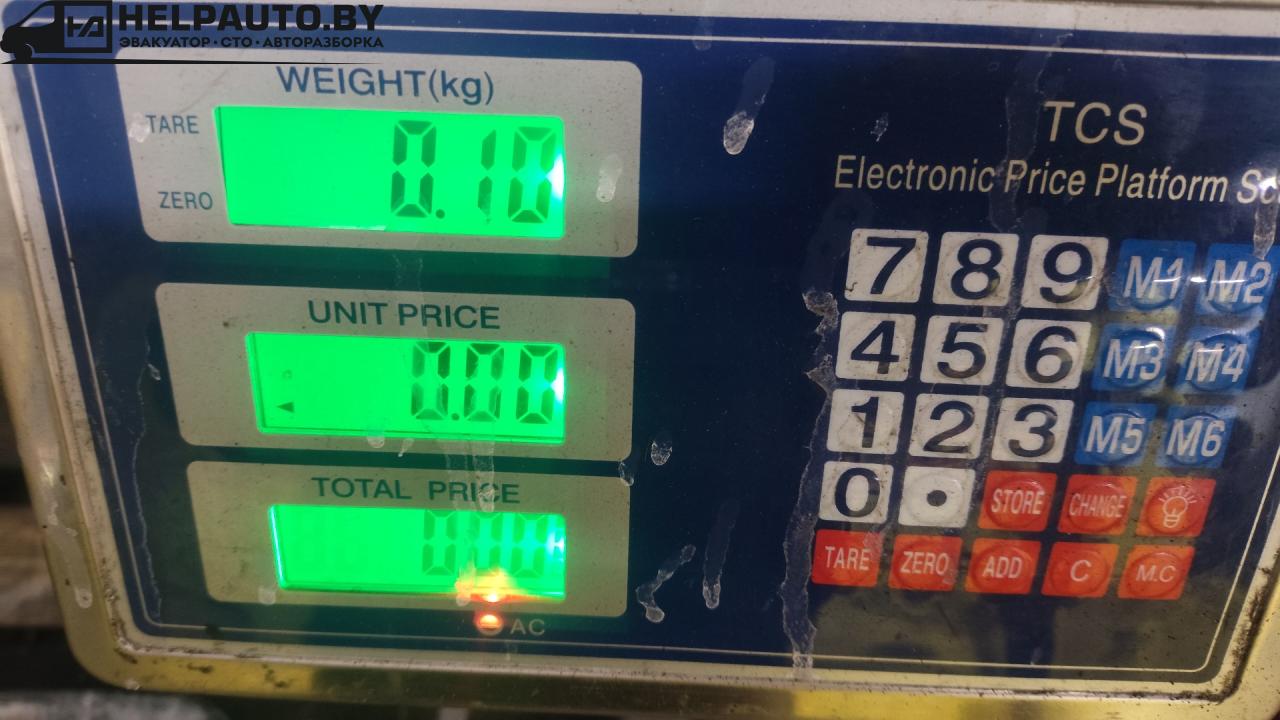 HELPAUTO.BY
ЭВАКУАТОР · СТО · АВТОРАЗБОРКА
WEIGHT(kg)
TARE
ZERO
0.10
UNIT PRICE
0.00
TOTAL PRICE
AC
TCS
Electronic Price Platform
7 8 9 M1 M2
4 5 6 M3 M4
1 2 3 M5 M6
0 • STORE CHANGE
TARE ZERO ADD C M.C